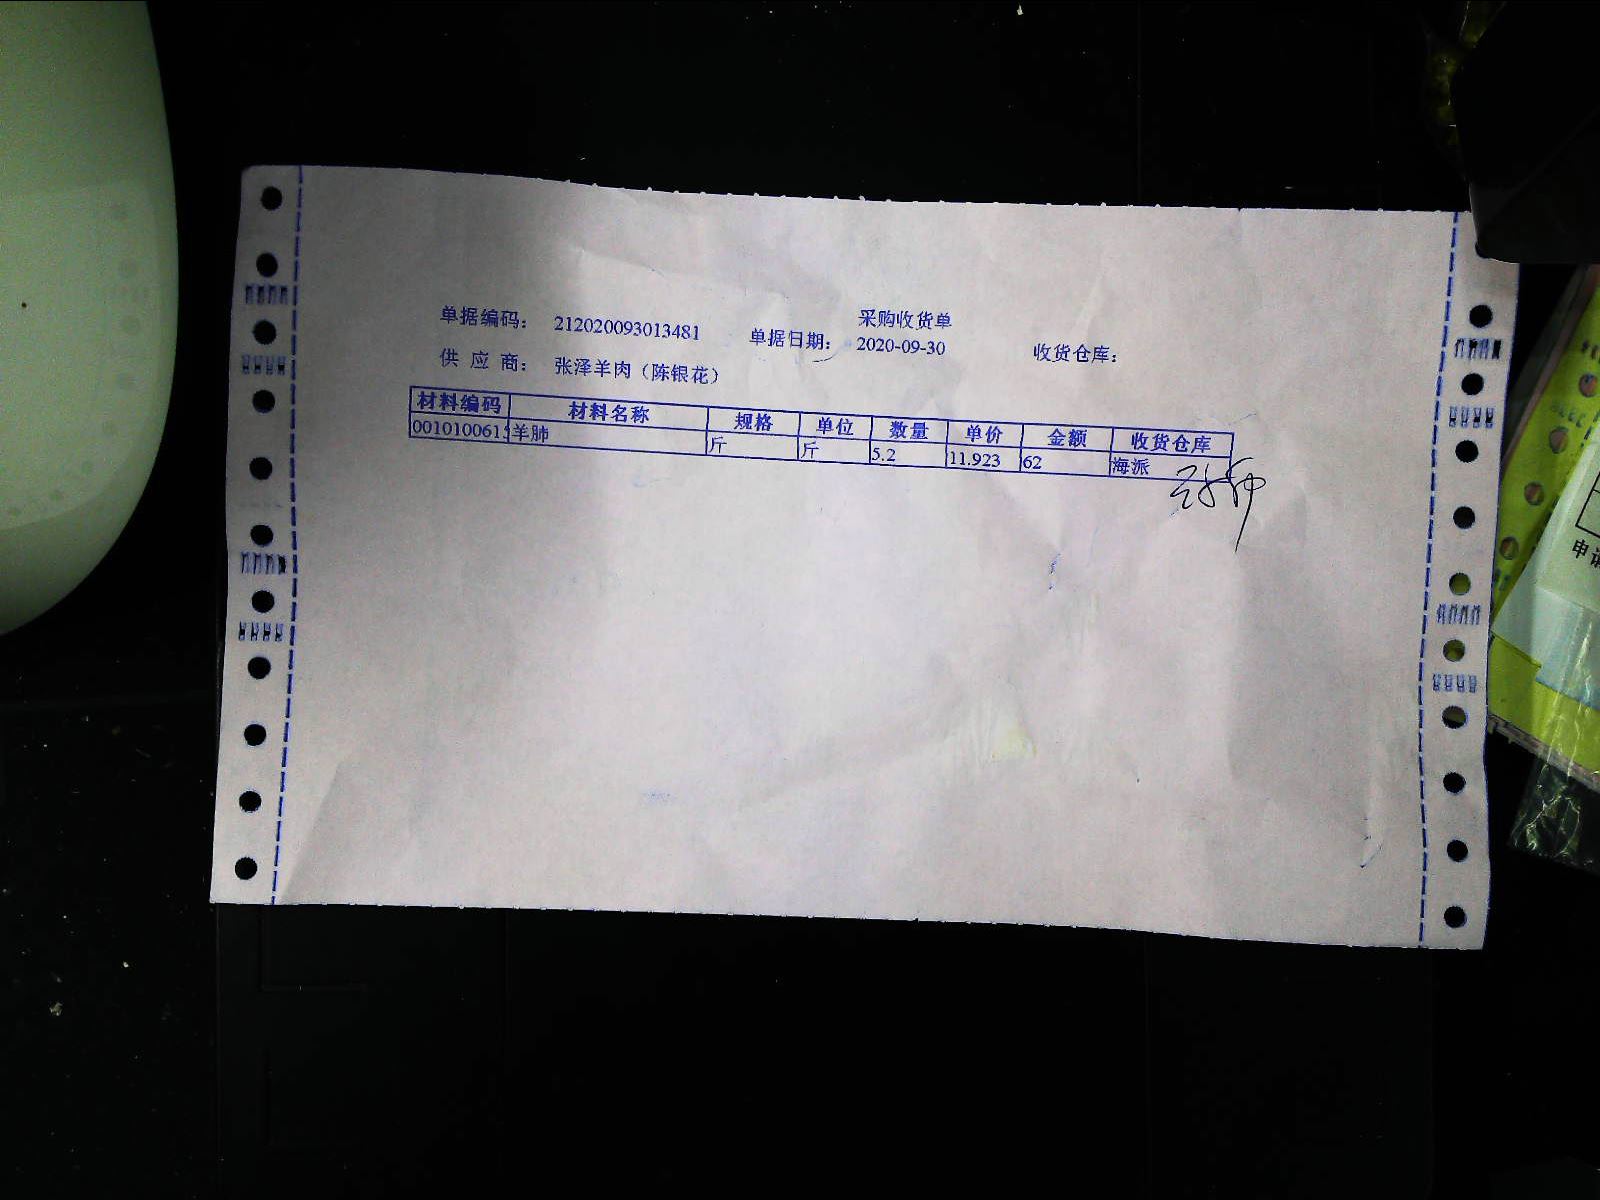 采购收货单
单据编码： 212020093013481 单据日期： 2020-09-30 收货仓库：
供 应 商： 张泽羊肉（陈银花）
材料编码 材料名称 规格 单位 数量 单价 金额 收货仓库
001010061 羊肺 斤 斤 5.2 11.923 62 海派
申请